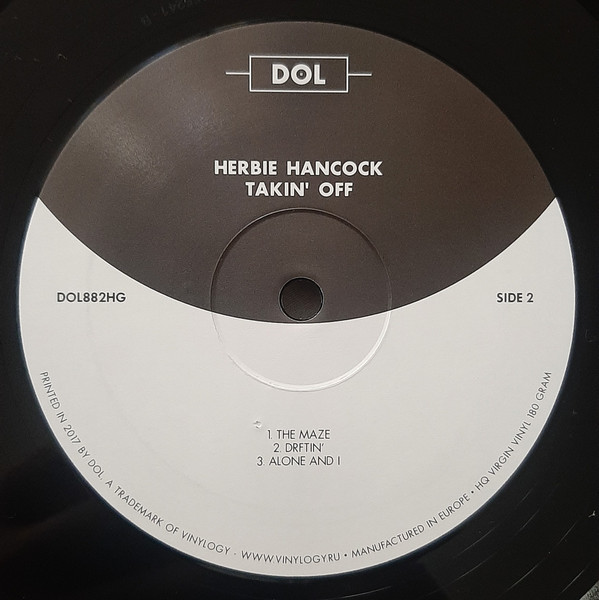 DOL
HERBIE HANCOCK
TAKIN' OFF
DOL882HG
SIDE 2
1. THE MAZE
2. DRFTIN'
3. ALONE AND I
PRINTED IN 2017 BY DOL. A TRADEMARK OF VINYLOGY - WWW.VINYLOGY.RU • MANUFACTURED IN EUROPE • HQ VIRGIN VINYL 180 GRAM